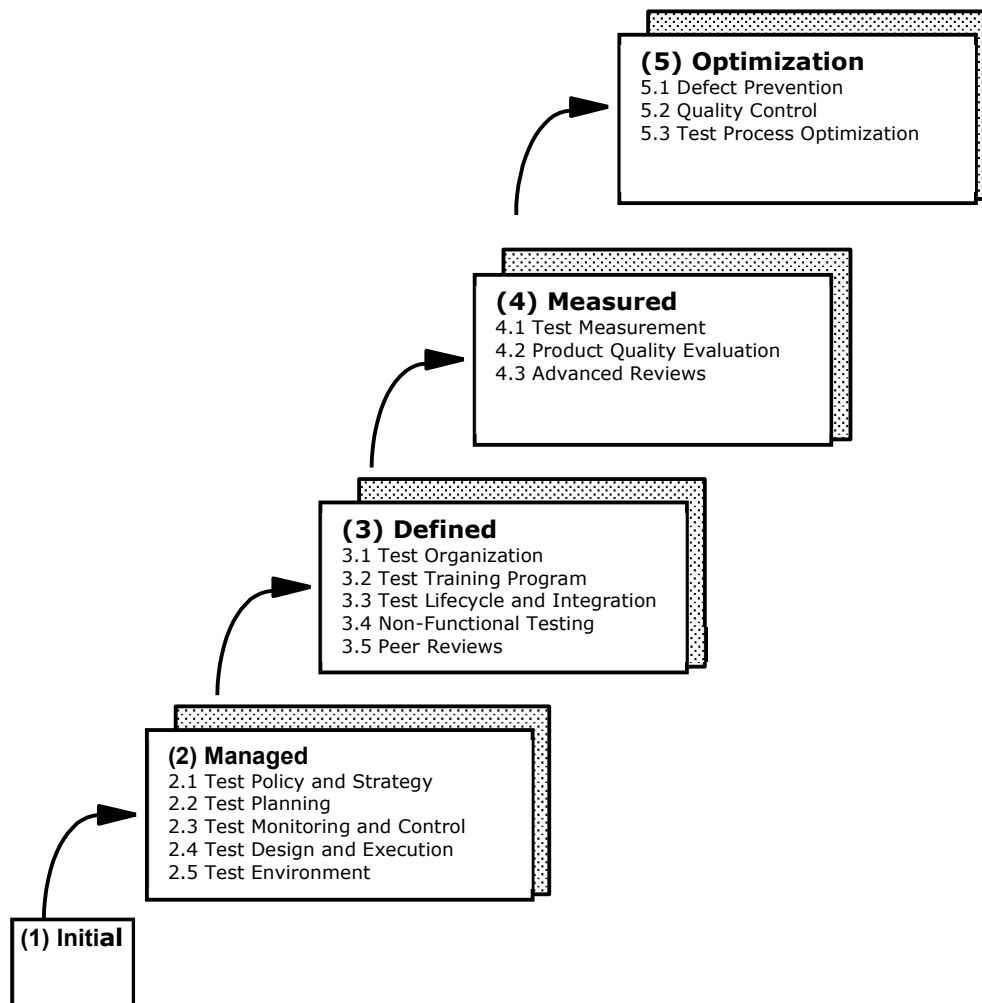 (5) Optimization
5.1 Defect Prevention
5.2 Quality Control
5.3 Test Process Optimization
(4) Measured
4.1 Test Measurement
4.2 Product Quality Evaluation
4.3 Advanced Reviews
(3) Defined
3.1 Test Organization
3.2 Test Training Program
3.3 Test Lifecycle and Integration
3.4 Non-Functional Testing
3.5 Peer Reviews
(2) Managed
2.1 Test Policy and Strategy
2.2 Test Planning
2.3 Test Monitoring and Control
2.4 Test Design and Execution
2.5 Test Environment
(1) Initial